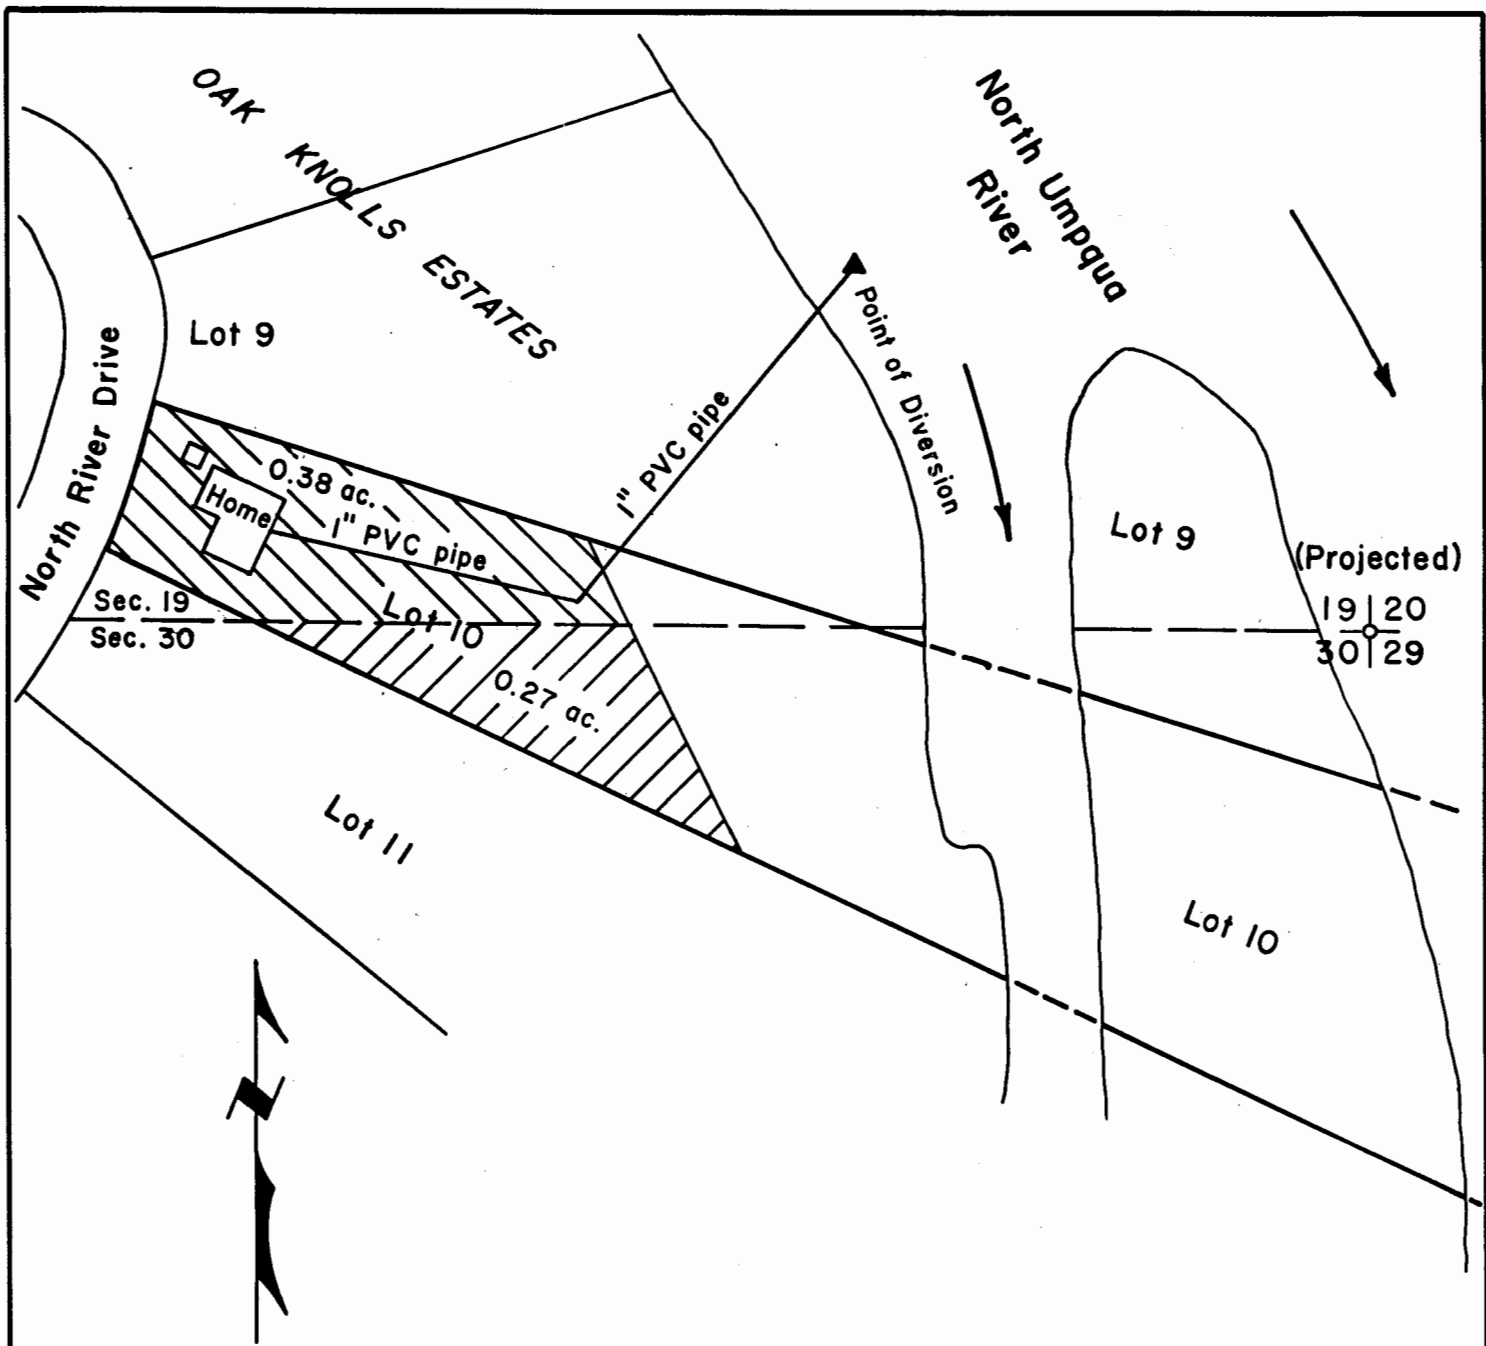 OAK KNOLLS ESTATES
North Umpqua
River
Lot 9
North River Drive
Point of Diversion
1" PVC pipe
0.38 ac.
Home
1" PVC pipe
Lot 9
(Projected)
Sec. 19
Sec. 30
Lot 10
19 20
30 29
0.27 ac.
Lot 11
Lot 10
N